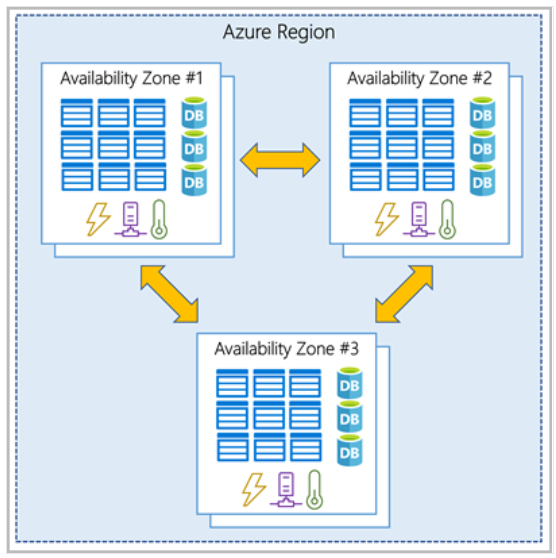 Azure Region
Availability Zone #1
DB
DB
DB
Availability Zone #2
DB
DB
DB
Availability Zone #3
DB
DB
DB